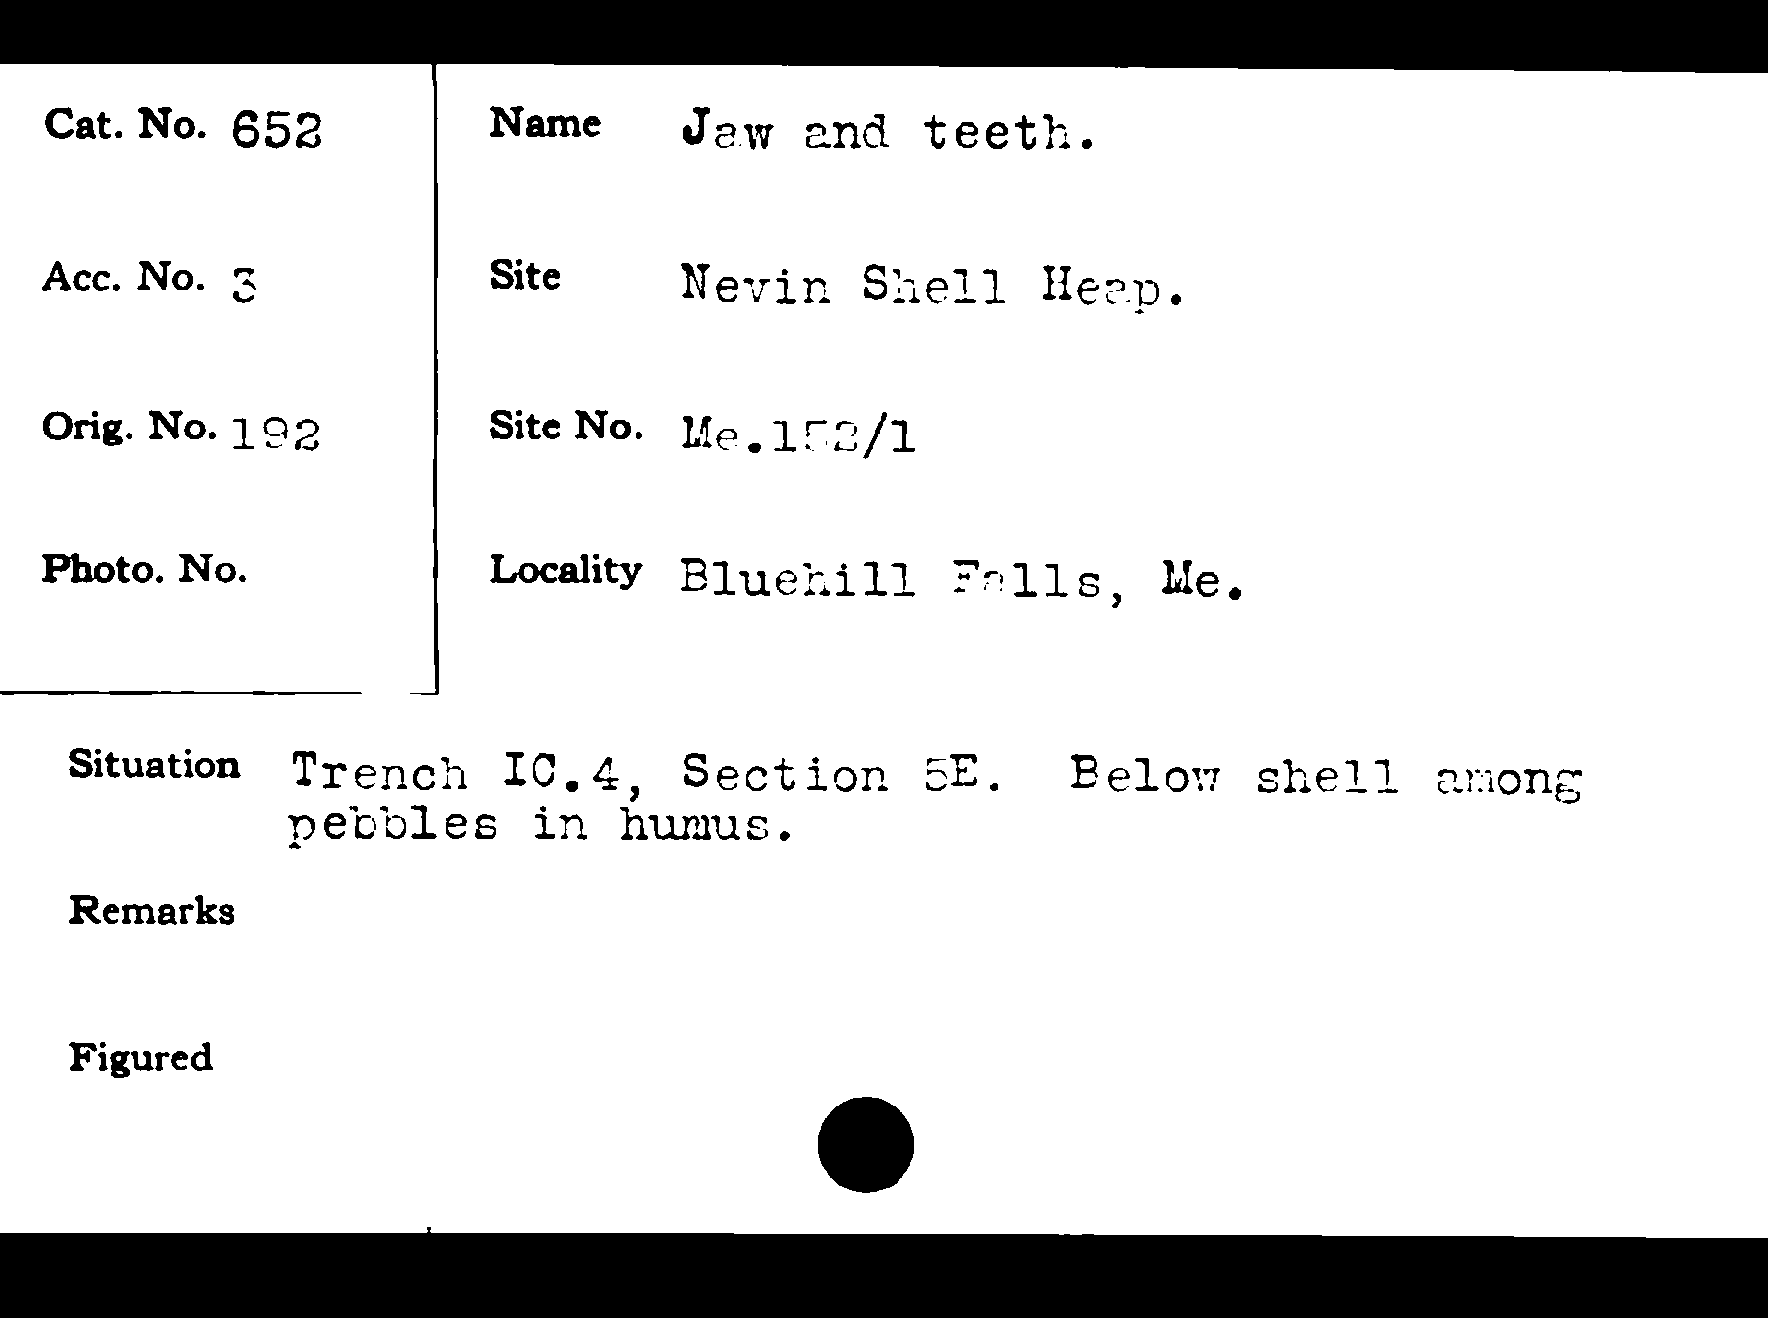 Cat. No. 652
Name Jaw and teeth.
Acc. No. 3
Site Nevin Shell Heap.
Orig. No. 192
Site No. Me.152/1
Photo. No.
Locality Bluehill Falls, Me.
Situation Trench IC.4, Section 5E. Below shell among
pebbles in humus.
Remarks
Figured